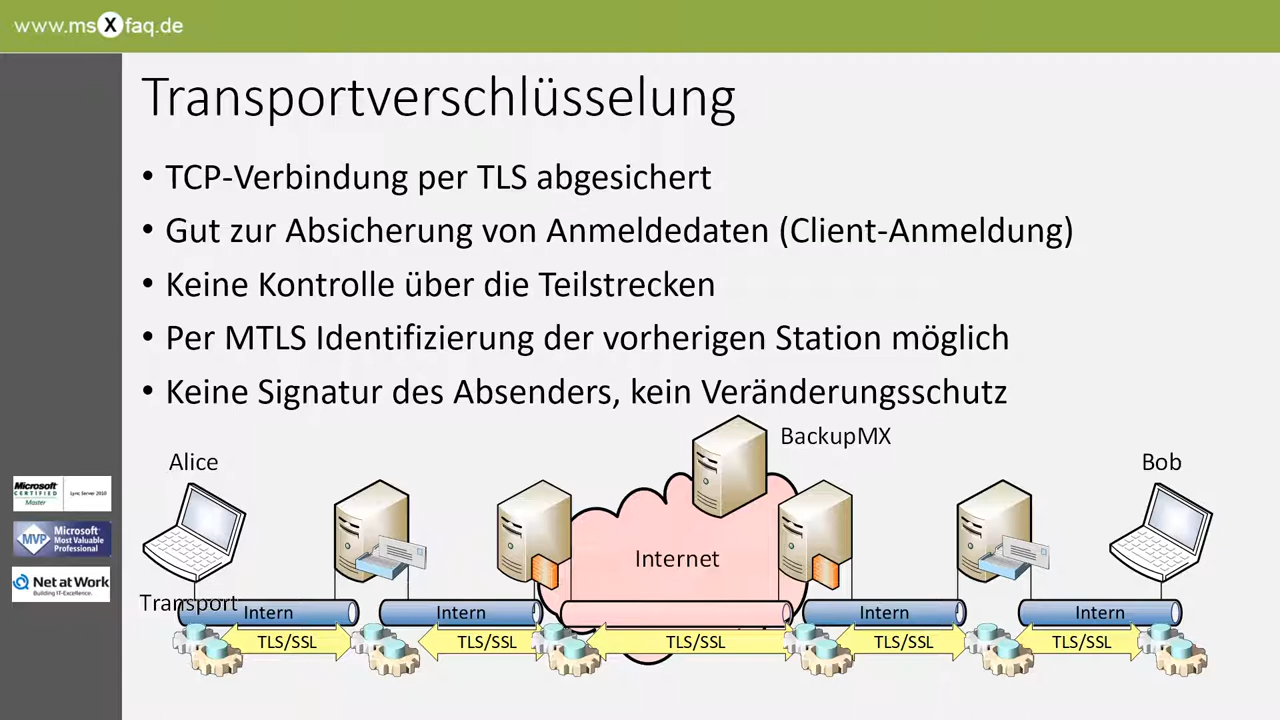 www.msXfaq.de
Transportverschlüsselung
• TCP-Verbindung per TLS abgesichert
• Gut zur Absicherung von Anmeldedaten (Client-Anmeldung)
• Keine Kontrolle über die Teilstrecken
• Per MTLS Identifizierung der vorherigen Station möglich
• Keine Signatur des Absenders, kein Veränderungsschutz
BackupMX
Alice
Bob
Internet
Transport
Intern
Intern
Intern
Intern
TLS/SSL
TLS/SSL
TLS/SSL
TLS/SSL
TLS/SSL
Microsoft
CERTIFIED
Master
Lync Server 2010
MVP
Microsoft
Most Valuable
Professional
Net at Work
Building IT-Excellence.